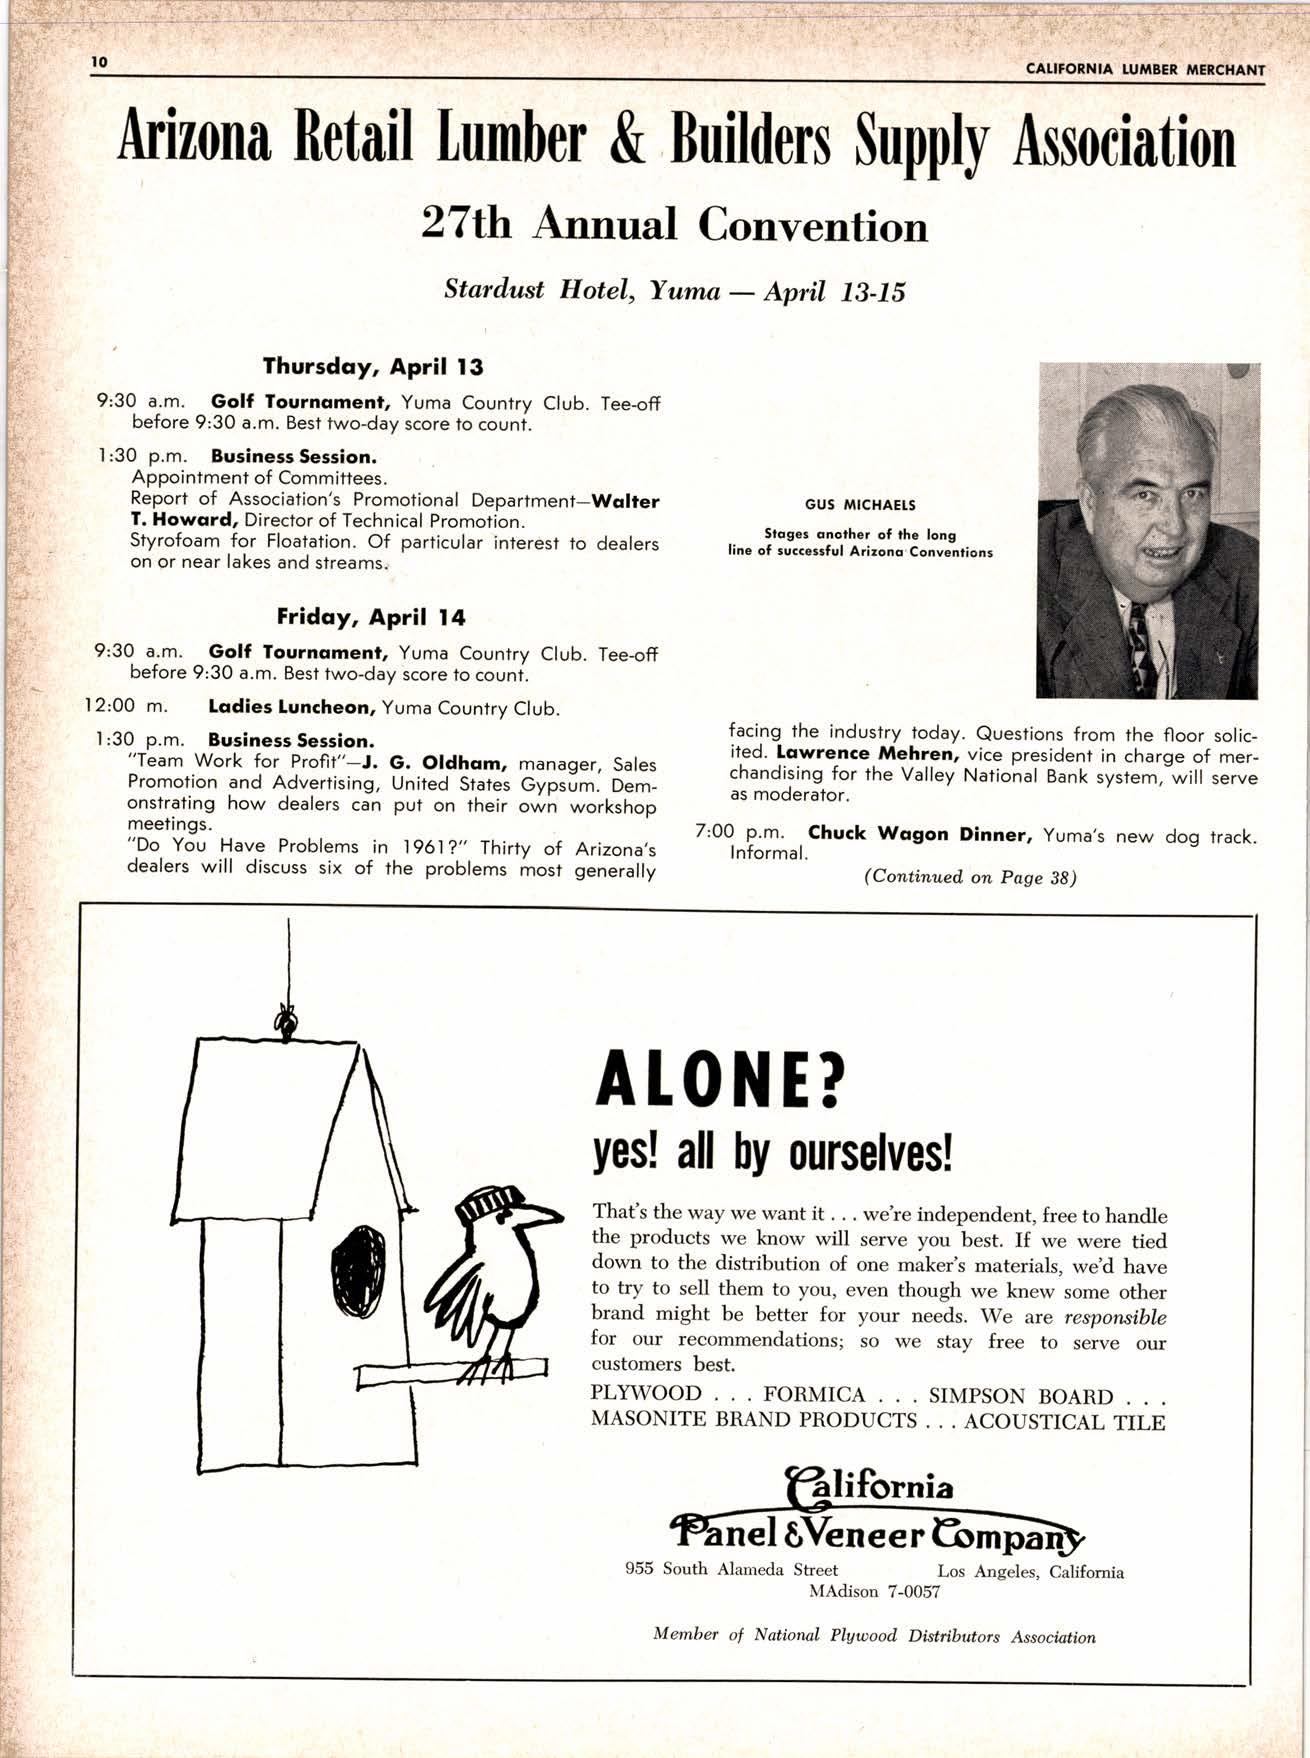 10
CALIFORNIA LUMBER MERCHANT
Arizona Retail Lumber & Builders Supply Association
27th Annual Convention
Stardust Hotel, Yuma — April 13-15
Thursday, April 13
9:30 a.m. Golf Tournament, Yuma Country Club. Tee-off
before 9:30 a.m. Best two-day score to count.
1:30 p.m. Business Session.
Appointment of Committees.
Report of Association's Promotional Department—Walter
T. Howard, Director of Technical Promotion.
Styrofoam for Floatation. Of particular interest to dealers
on or near lakes and streams.
Friday, April 14
9:30 a.m. Golf Tournament, Yuma Country Club. Tee-off
before 9:30 a.m. Best two-day score to count.
12:00 m. Ladies Luncheon, Yuma Country Club.
1:30 p.m. Business Session.
"Team Work for Profit"—J. G. Oldham, manager, Sales
Promotion and Advertising, United States Gypsum. Dem-
onstrating how dealers can put on their own workshop
meetings.
"Do You Have Problems in 1961?" Thirty of Arizona's
dealers will discuss six of the problems most generally
GUS MICHAELS
Stages another of the long
line of successful Arizona Conventions
facing the industry today. Questions from the floor solic-
ited. Lawrence Mehren, vice president in charge of mer-
chandising for the Valley National Bank system, will serve
as moderator.
7:00 p.m. Chuck Wagon Dinner, Yuma's new dog track.
Informal.
(Continued on Page 38)
ALONE?
yes! all by ourselves!
That's the way we want it . . . we're independent, free to handle
the products we know will serve you best. If we were tied
down to the distribution of one maker's materials, we'd have
to try to sell them to you, even though we knew some other
brand might be better for your needs. We are responsible
for our recommendations; so we stay free to serve our
customers best.
PLYWOOD . . . FORMICA . . . SIMPSON BOARD . . .
MASONITE BRAND PRODUCTS . . . ACOUSTICAL TILE
California
Panel & Veneer Company
955 South Alameda Street Los Angeles, California
MAdison 7-0057
Member of National Plywood Distributors Association